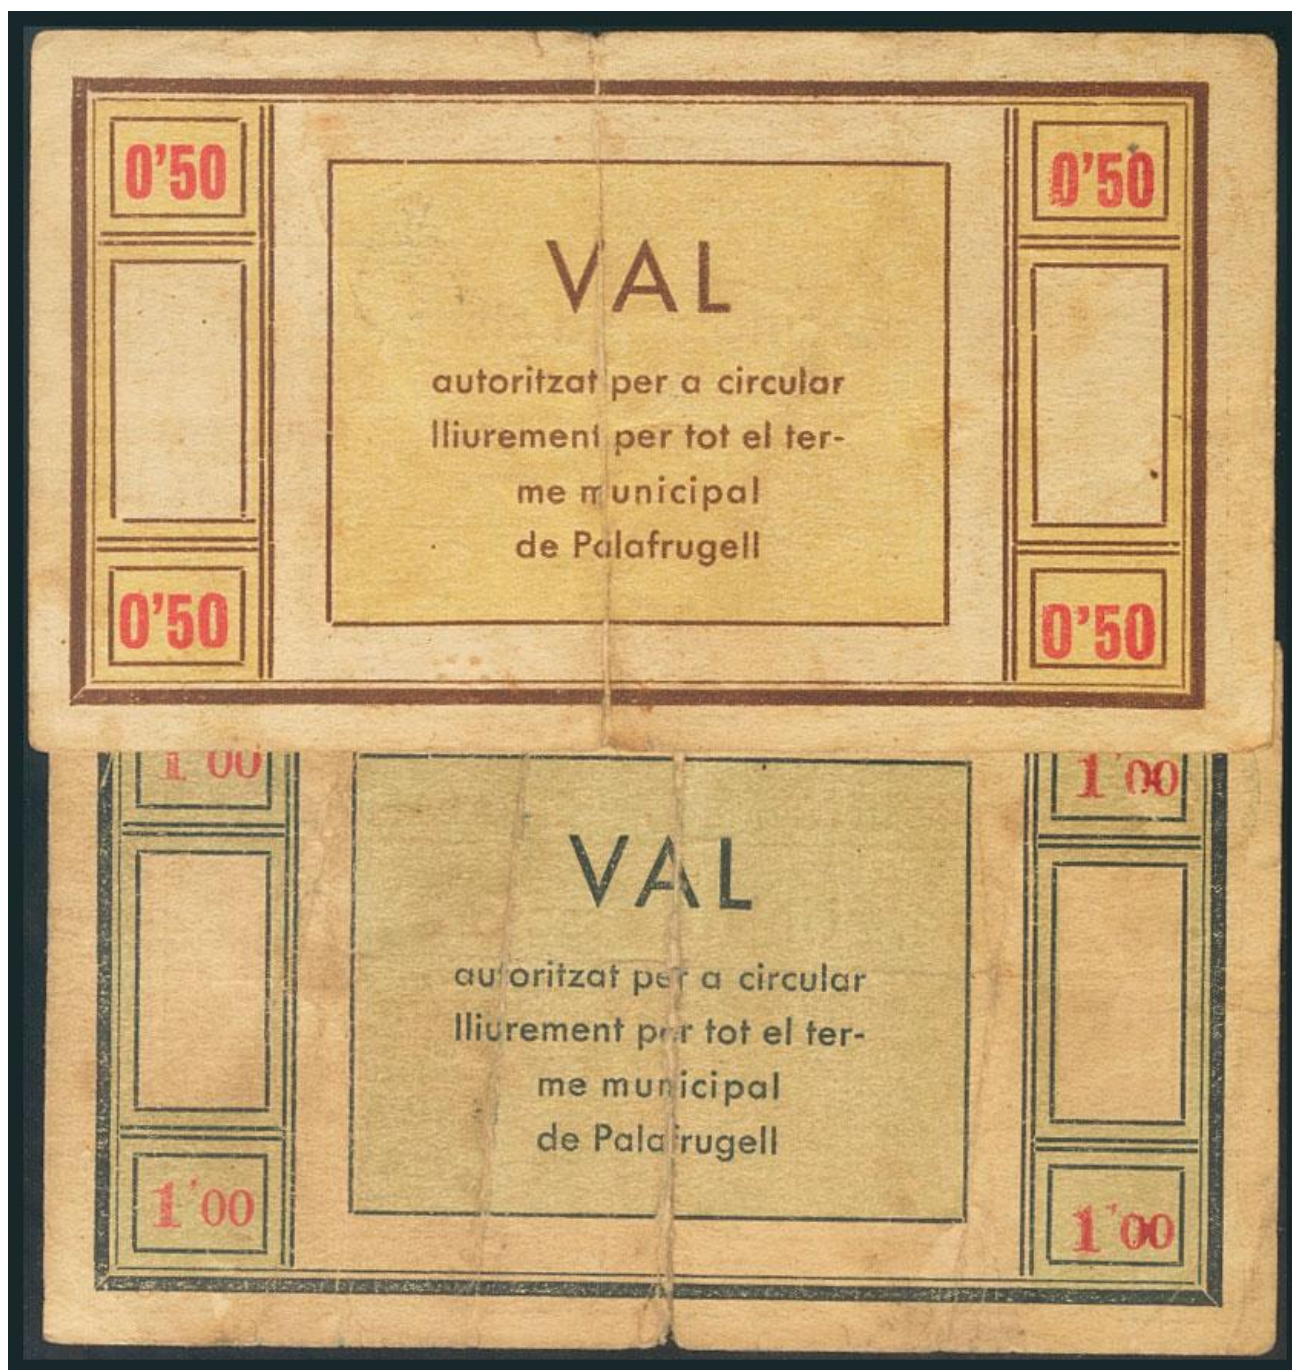 0'50 0'50
VAL
autoritzat per a circular
lliurement per tot el ter-
me municipal
de Palafrugell
0'50 0'50
1'00 1'00
VAL
autoritzat per a circular
lliurement per tot el ter-
me municipal
de Palafrugell
1'00 1'00